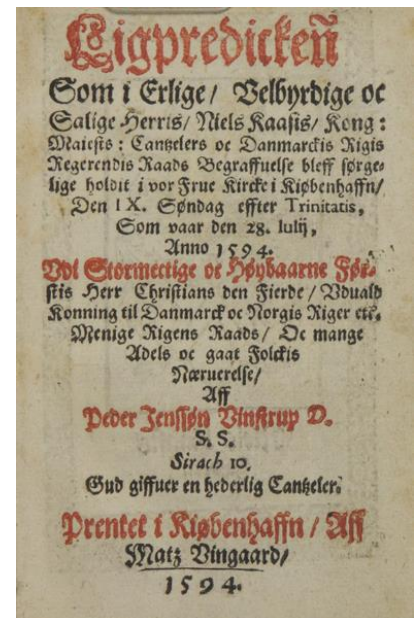 Ligpredicken
Som i Erlige/ Velbyrdige oc
Salige Herris/ Niels Kaasis/ Kong:
Maiests: Cantzelers oc Danmarckis Rigis
Regerendis Raads Begraffuelse bleff sørge-
lige holdit i vor Frue Kircke i Kiøbenhaffn/
Den IX. Søndag effter Trinitatis,
Som vaar den 28. Iulij,
Anno 1594.
Vdi Stormectige oc Høybaarne Før-
stis Herr Christians den Fierde/ Vduald
Konning til Danmarck oc Norgis Riger etc.
Menige Rigens Raads/ Oc mange
Adels oc gaat Folckis
Næruerelse/
Aff
Peder Jenssøn Vinstrup D.
S. S.
Sirach 10.
Gud giffuer en hederlig Cantzeler.
Prentet i Kiøbenhaffn/ Aff
Matz Vingaard/
1594.